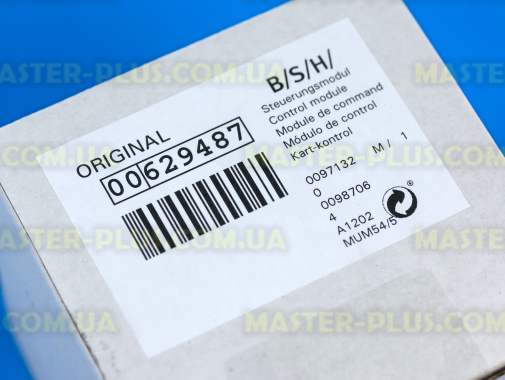 B/S/H/
Steuerungsmodul
Control module
Module de command
Módulo de control
Kart-kontrol
ORIGINAL
00629487
0097132 M / 1
0
0098706
4
A1202
MUM54/5
MASTER-PLUS.COM.UA